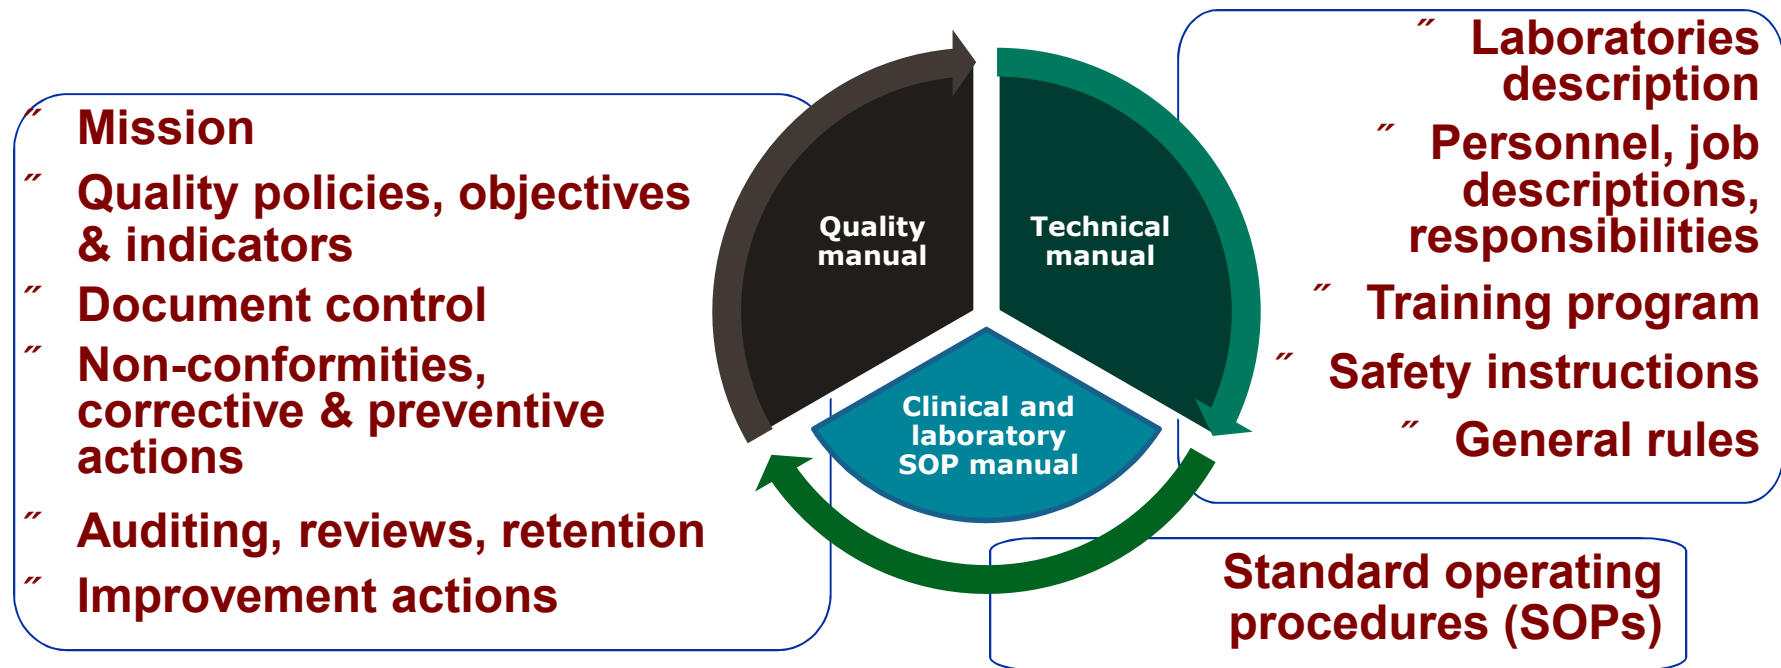 ˝ Mission
˝ Quality policies, objectives
& indicators
˝ Document control
˝ Non-conformities,
corrective & preventive
actions
˝ Auditing, reviews, retention
˝ Improvement actions
Quality
manual
Technical
manual
Clinical and
laboratory
SOP manual
˝ Laboratories
description
˝ Personnel, job
descriptions,
responsibilities
˝ Training program
˝ Safety instructions
˝ General rules
Standard operating
procedures (SOPs)